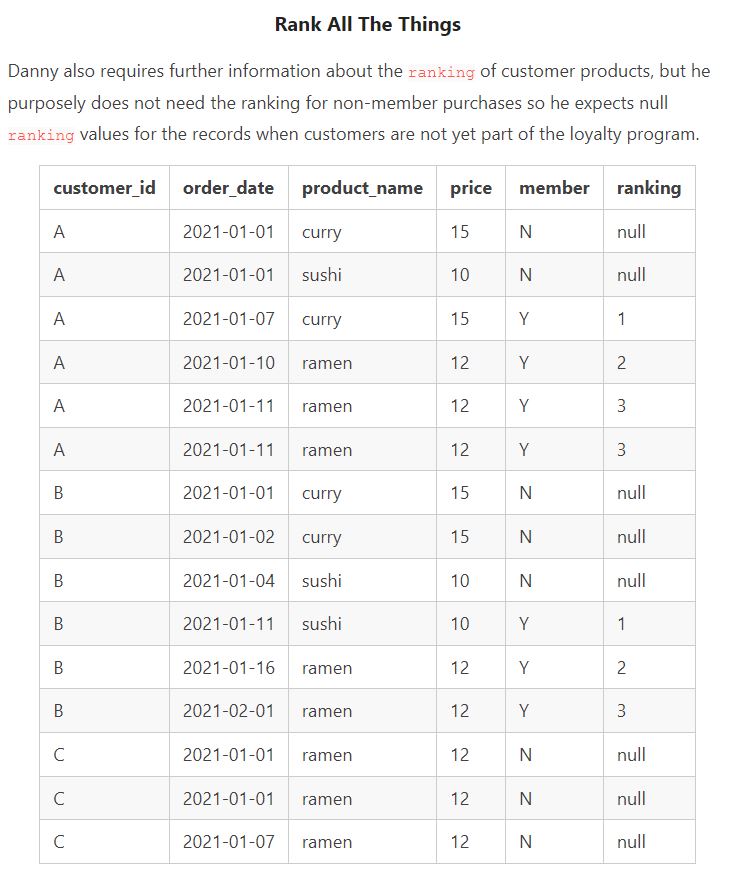 Rank All The Things
Danny also requires further information about the ranking of customer products, but he
purposely does not need the ranking for non-member purchases so he expects null
ranking values for the records when customers are not yet part of the loyalty program.
customer_id order_date product_name price member ranking
A 2021-01-01 curry 15 N null
A 2021-01-01 sushi 10 N null
A 2021-01-07 curry 15 Y 1
A 2021-01-10 ramen 12 Y 2
A 2021-01-11 ramen 12 Y 3
A 2021-01-11 ramen 12 Y 3
B 2021-01-01 curry 15 N null
B 2021-01-02 curry 15 N null
B 2021-01-04 sushi 10 N null
B 2021-01-11 sushi 10 Y 1
B 2021-01-16 ramen 12 Y 2
B 2021-02-01 ramen 12 Y 3
C 2021-01-01 ramen 12 N null
C 2021-01-01 ramen 12 N null
C 2021-01-07 ramen 12 N null